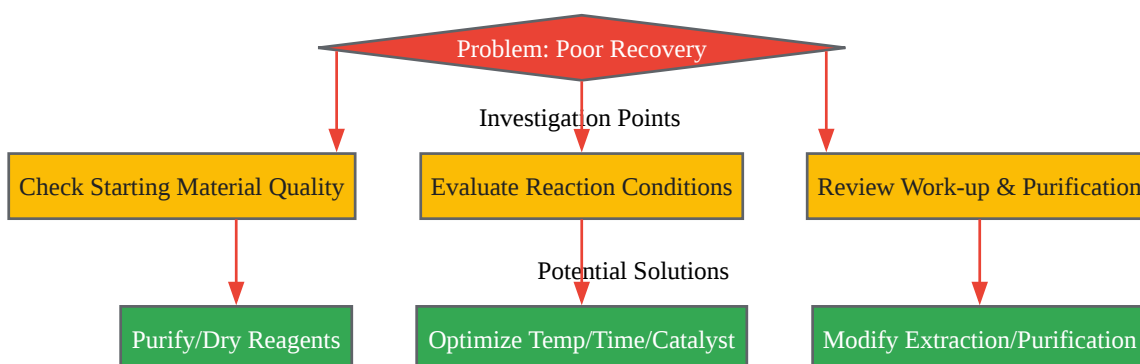 Problem: Poor Recovery
Investigation Points
Check Starting Material Quality
Evaluate Reaction Conditions
Review Work-up & Purification
Potential Solutions
Purify/Dry Reagents
Optimize Temp/Time/Catalyst
Modify Extraction/Purification